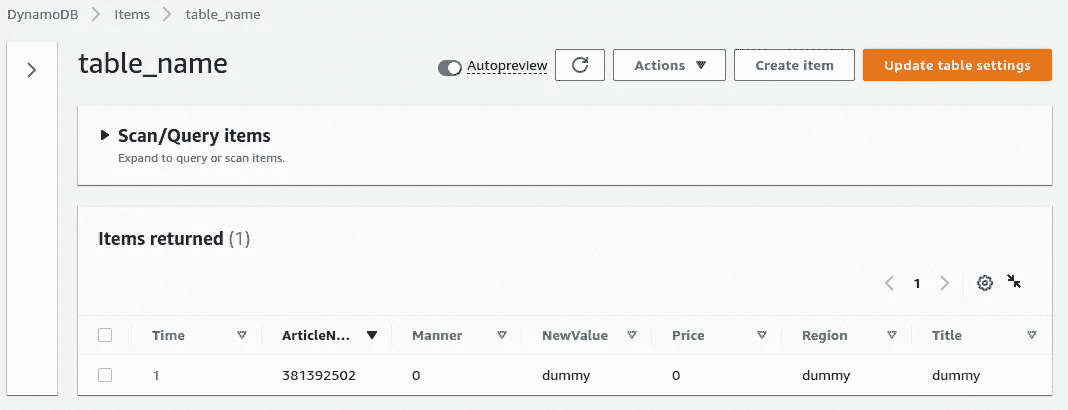 DynamoDB Items table_name
table_name Autopreview Actions Create item Update table settings
Scan/Query items
Expand to query or scan items.
Items returned (1)
1
Time ArticleN... Manner NewValue Price Region Title
1 381392502 0 dummy 0 dummy dummy